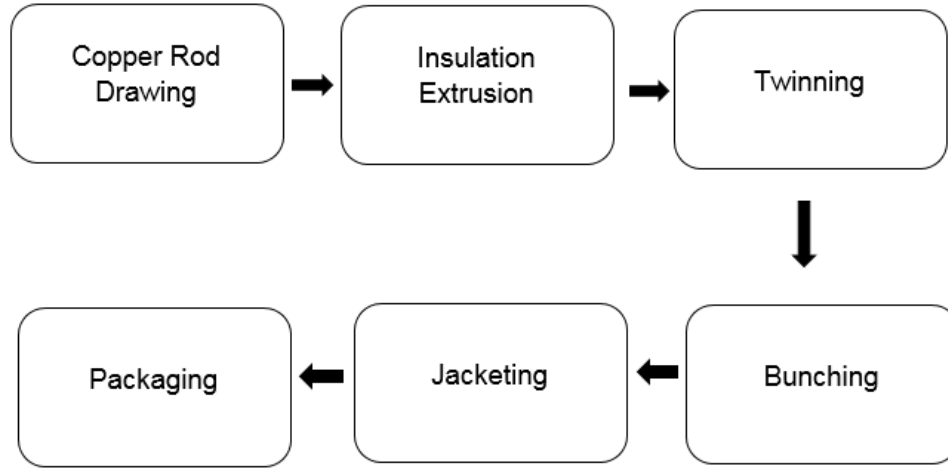 Copper Rod
Drawing
Insulation
Extrusion
Twinning
Bunching
Jacketing
Packaging